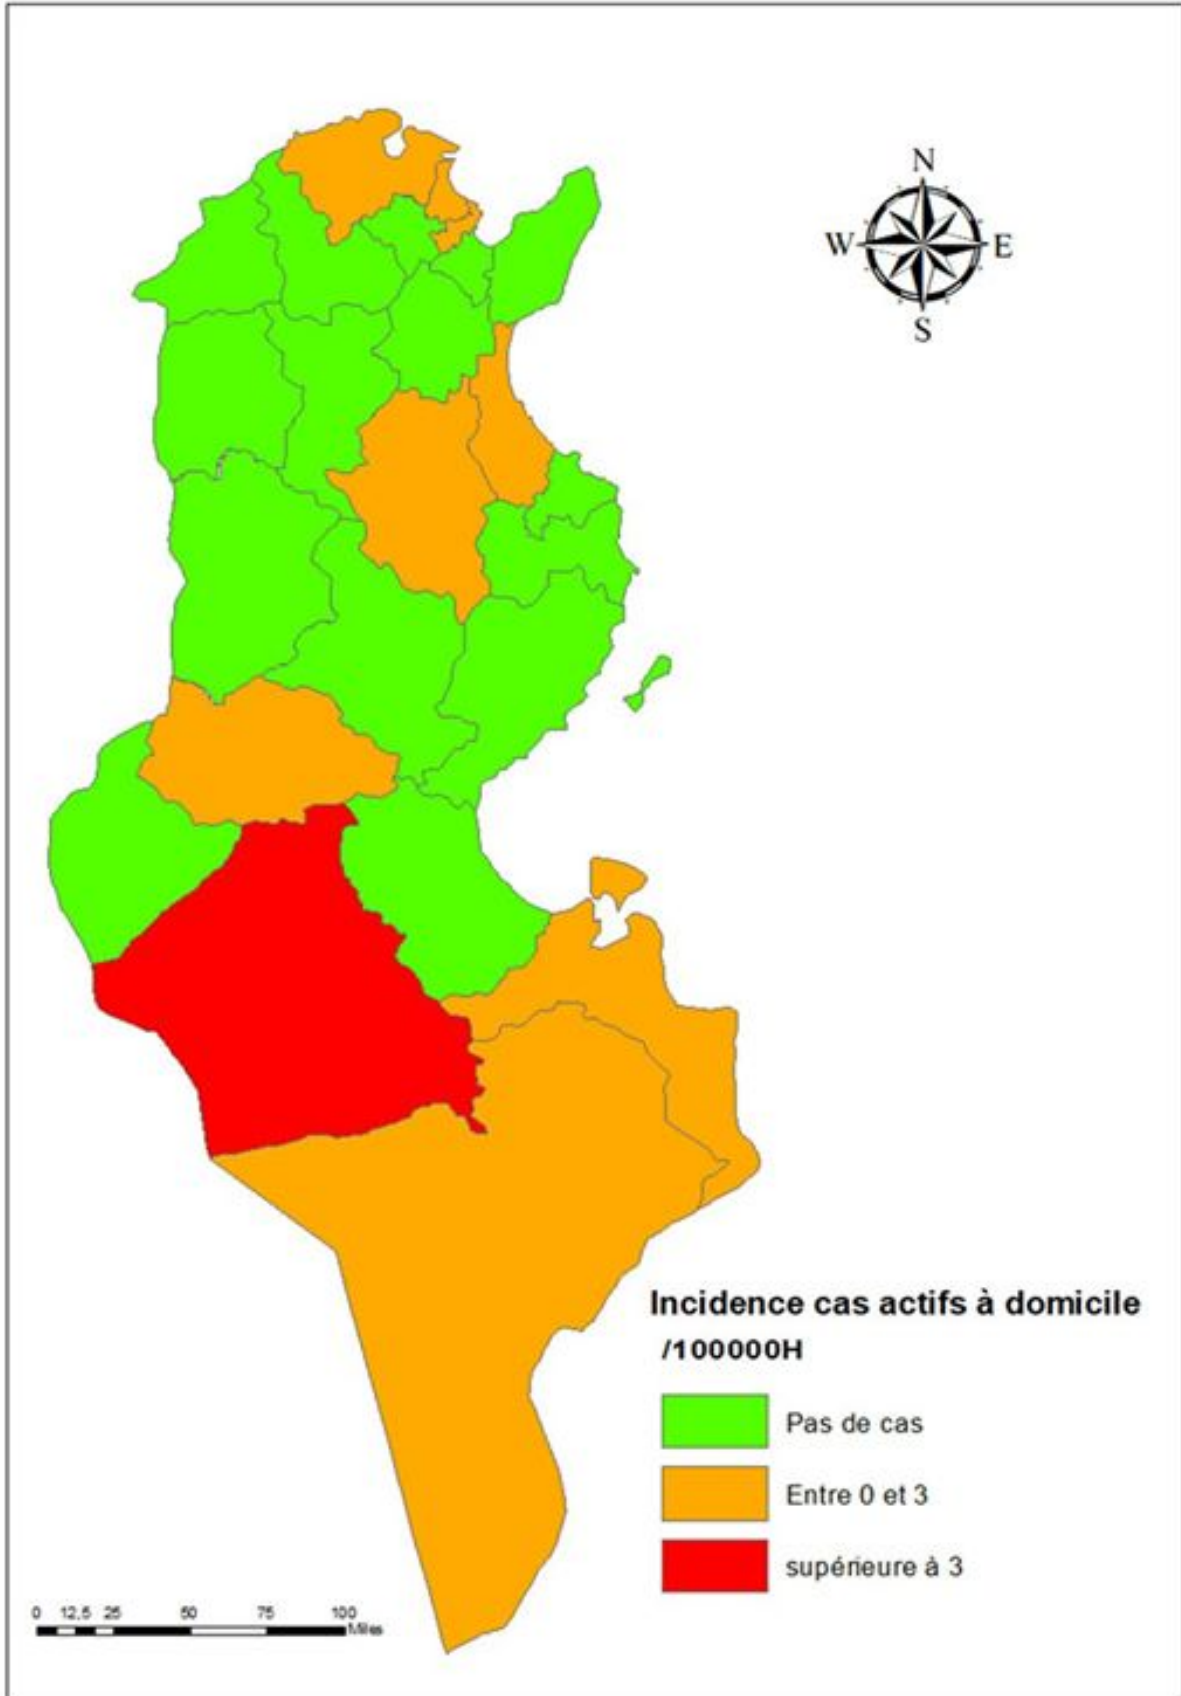 N
W E
S
Incidence cas actifs à domicile
/100000H
Pas de cas
Entre 0 et 3
supérieure à 3
0 12,5 25 50 75 100
Miles